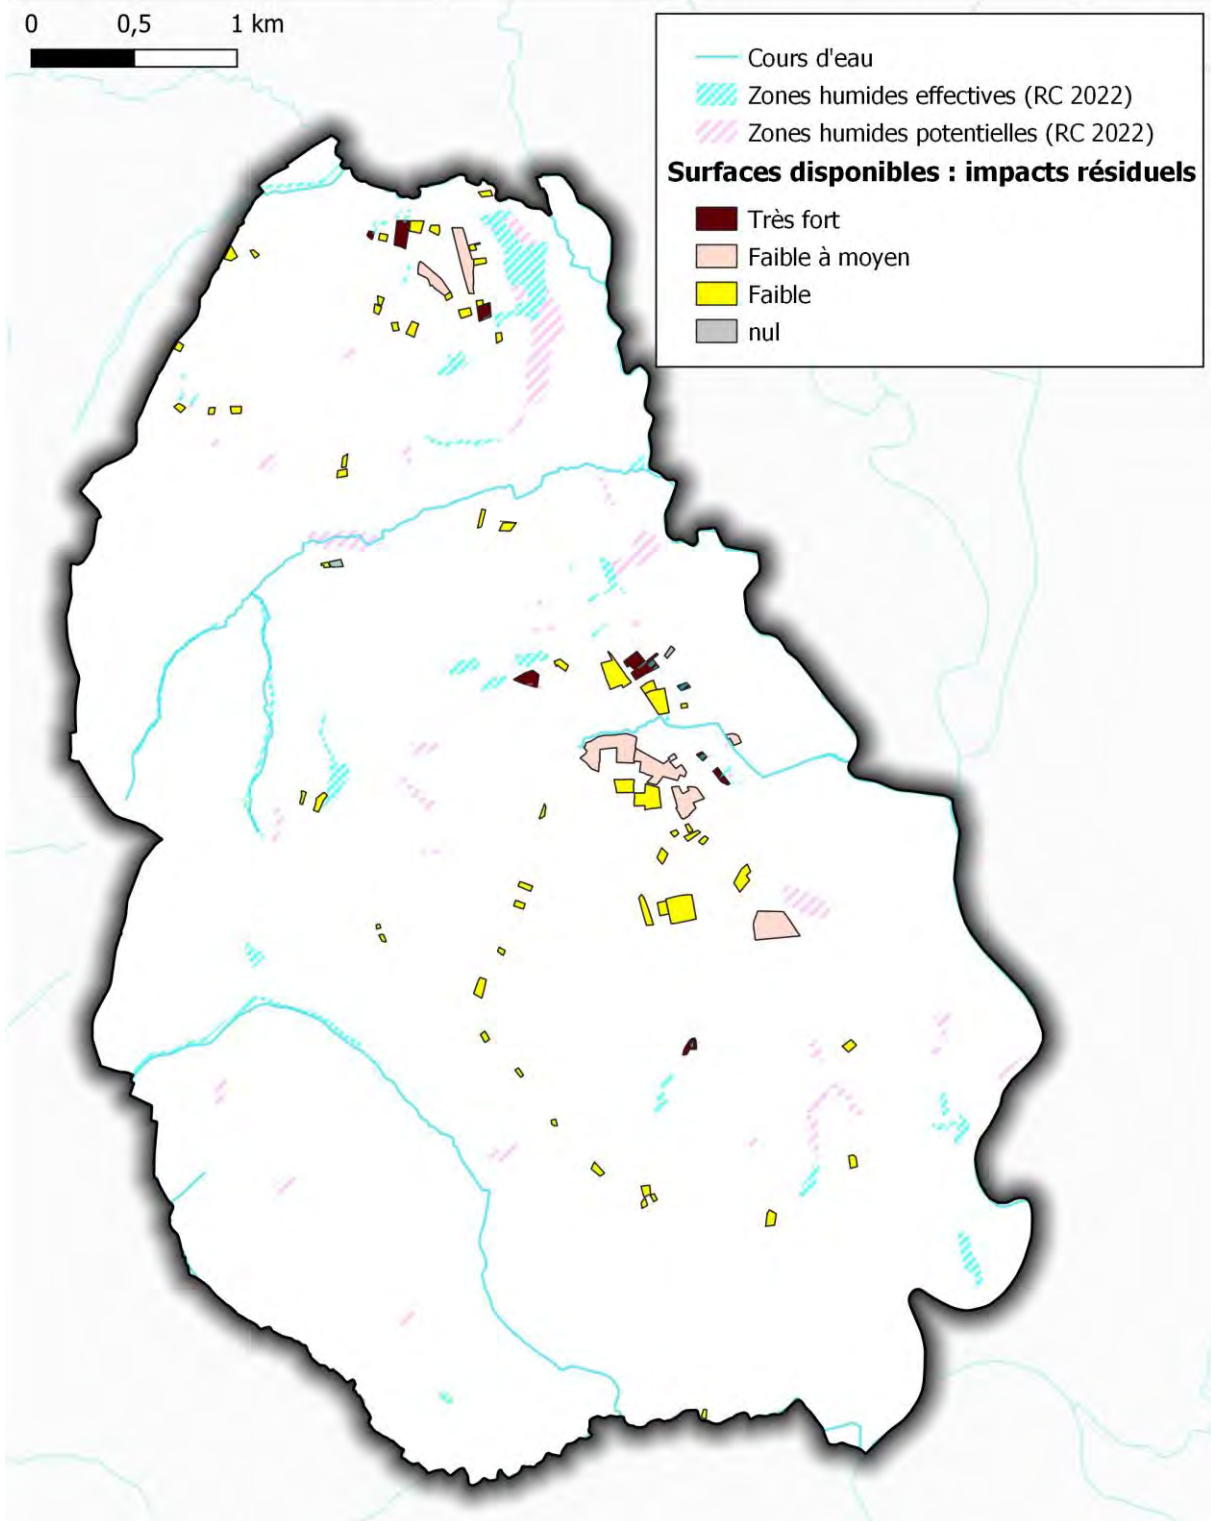 0 0,5 1 km
Cours d'eau
Zones humides effectives (RC 2022)
Zones humides potentielles (RC 2022)
Surfaces disponibles : impacts résiduels
Très fort
Faible à moyen
Faible
nul